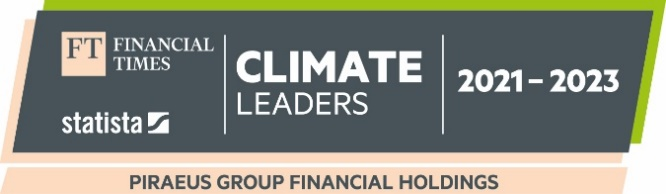 FT FINANCIAL
TIMES
statista
CLIMATE
LEADERS
2021 – 2023
PIRAEUS GROUP FINANCIAL HOLDINGS